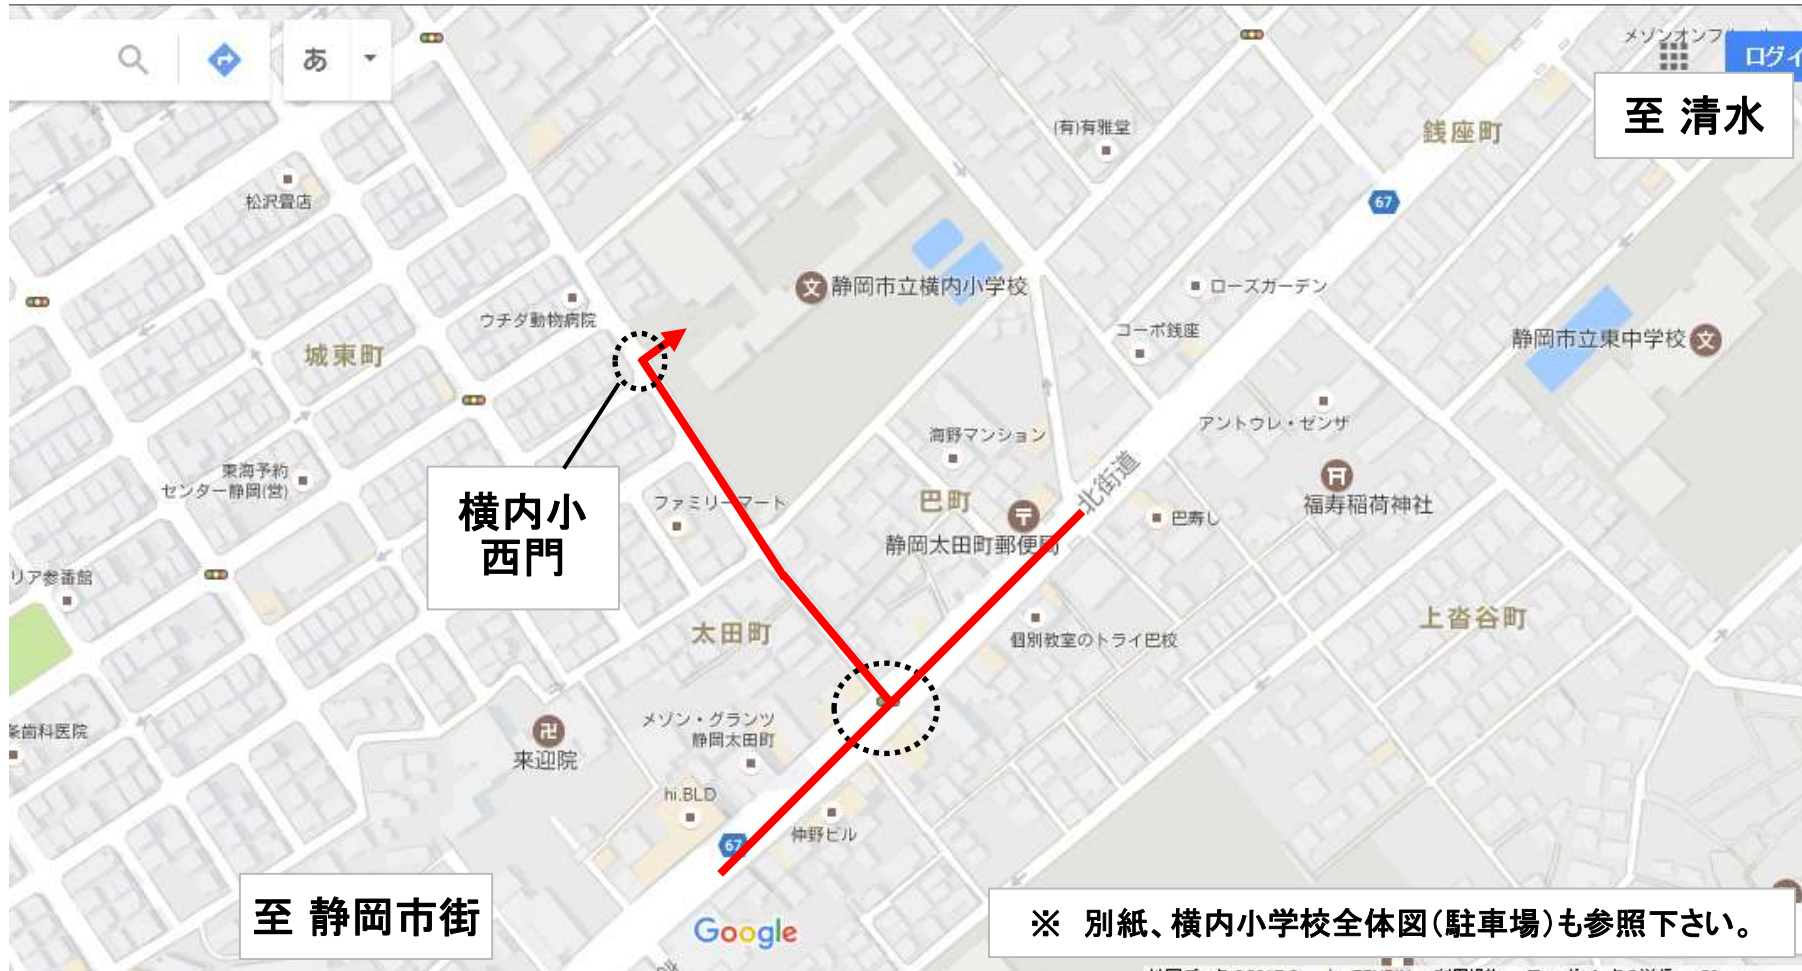 あ
メゾンオンフ
ログイ
至 清水
(有)有雅堂
銭座町
67
松沢畳店
静岡市立横内小学校
ローズガーデン
ウチダ動物病院
コーポ銭座
静岡市立東中学校
城東町
アントウレ・ゼンザ
海野マンション
東海予約
センター静岡(営)
北街道
横内小
西門
ファミリーマート
巴町
福寿稲荷神社
巴寿し
静岡太田町郵便局
リア参番館
太田町
個別教室のトライ巴校
上沓谷町
条歯科医院
メゾン・グランツ
静岡太田町
来迎院
hi.BLD
仲野ビル
67
至 静岡市街
Google
※ 別紙、横内小学校全体図(駐車場)も参照下さい。